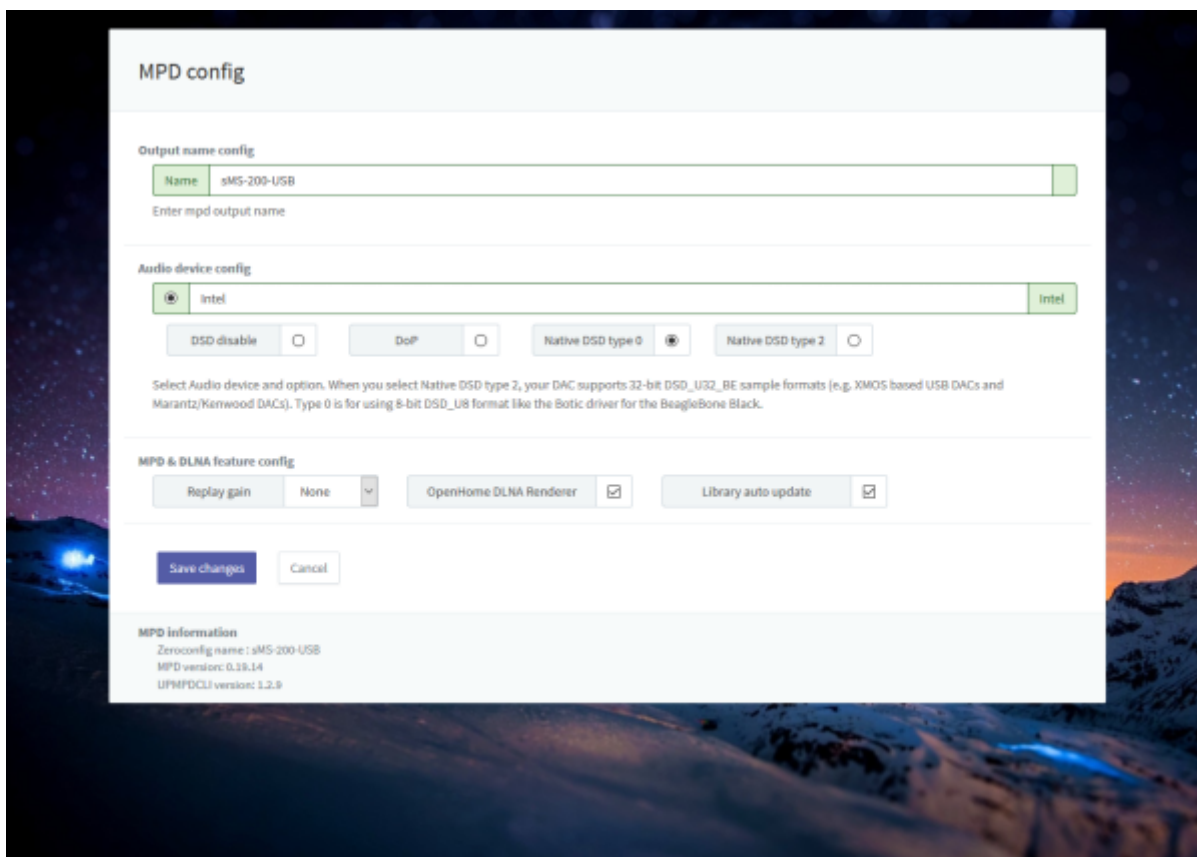 MPD config
Output name config
Name sMS-200-USB
Enter mpd output name
Audio device config
Intel Intel
DSD disable DoP Native DSD type 0 Native DSD type 2
Select Audio device and option. When you select Native DSD type 2, your DAC supports 32-bit DSD_U32_BE sample formats (e.g. XMOS based USB DACs and
Marantz/Kenwood DACs). Type 0 is for using 8-bit DSD_U8 format like the Botic driver for the BeagleBone Black.
MPD & DLNA feature config
Replay gain None OpenHome DLNA Renderer Library auto update
Save changes Cancel
MPD information
Zeroconfig name : sMS-200-USB
MPD version: 0.19.14
UPMPDCLI version: 1.2.9